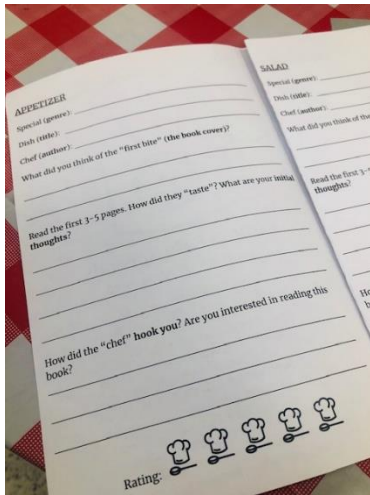 APPETIZER
Special (genre):
Dish (title):
Chef (author):
What did you think of the "first bite" (the book cover)?
Read the first 3-5 pages. How did they "taste"? What are your initial
thoughts?
How did the "chef" hook you? Are you interested in reading this
book?
Rating:
SALAD
Special (genre):
Dish (title):
Chef (author):
What did you think of the
Read the first 3-
thoughts?